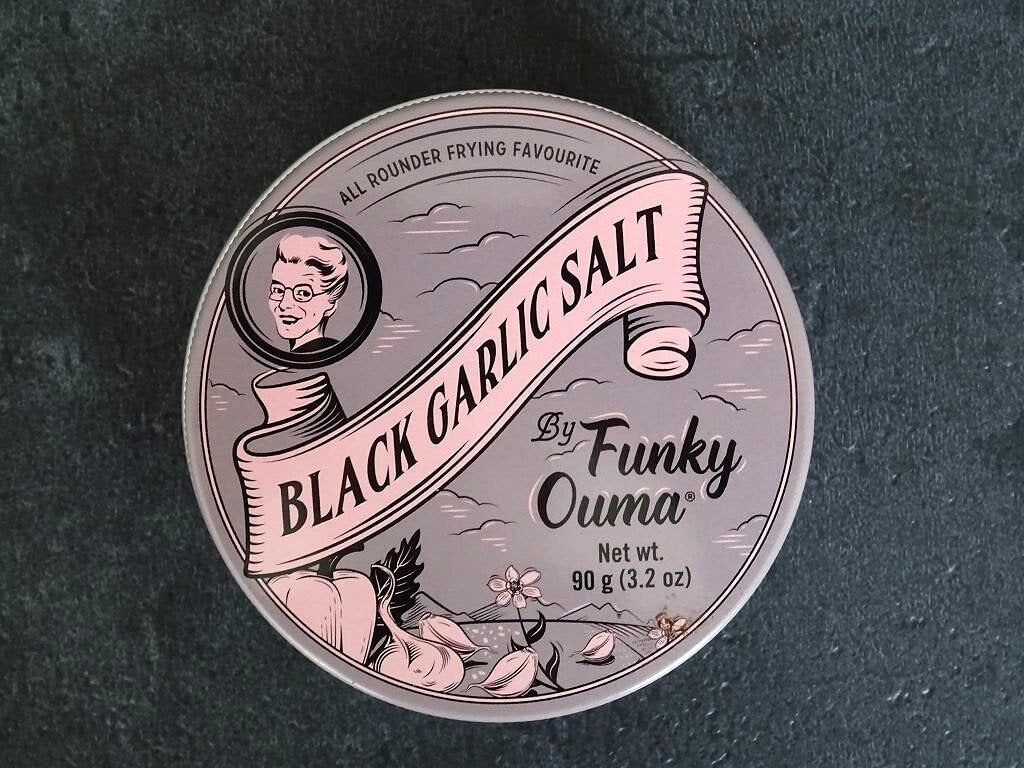 ALL ROUNDER FRYING FAVOURITE
BLACK GARLIC SALT
By Funky
Ouma®
Net wt.
90 g (3.2 oz)